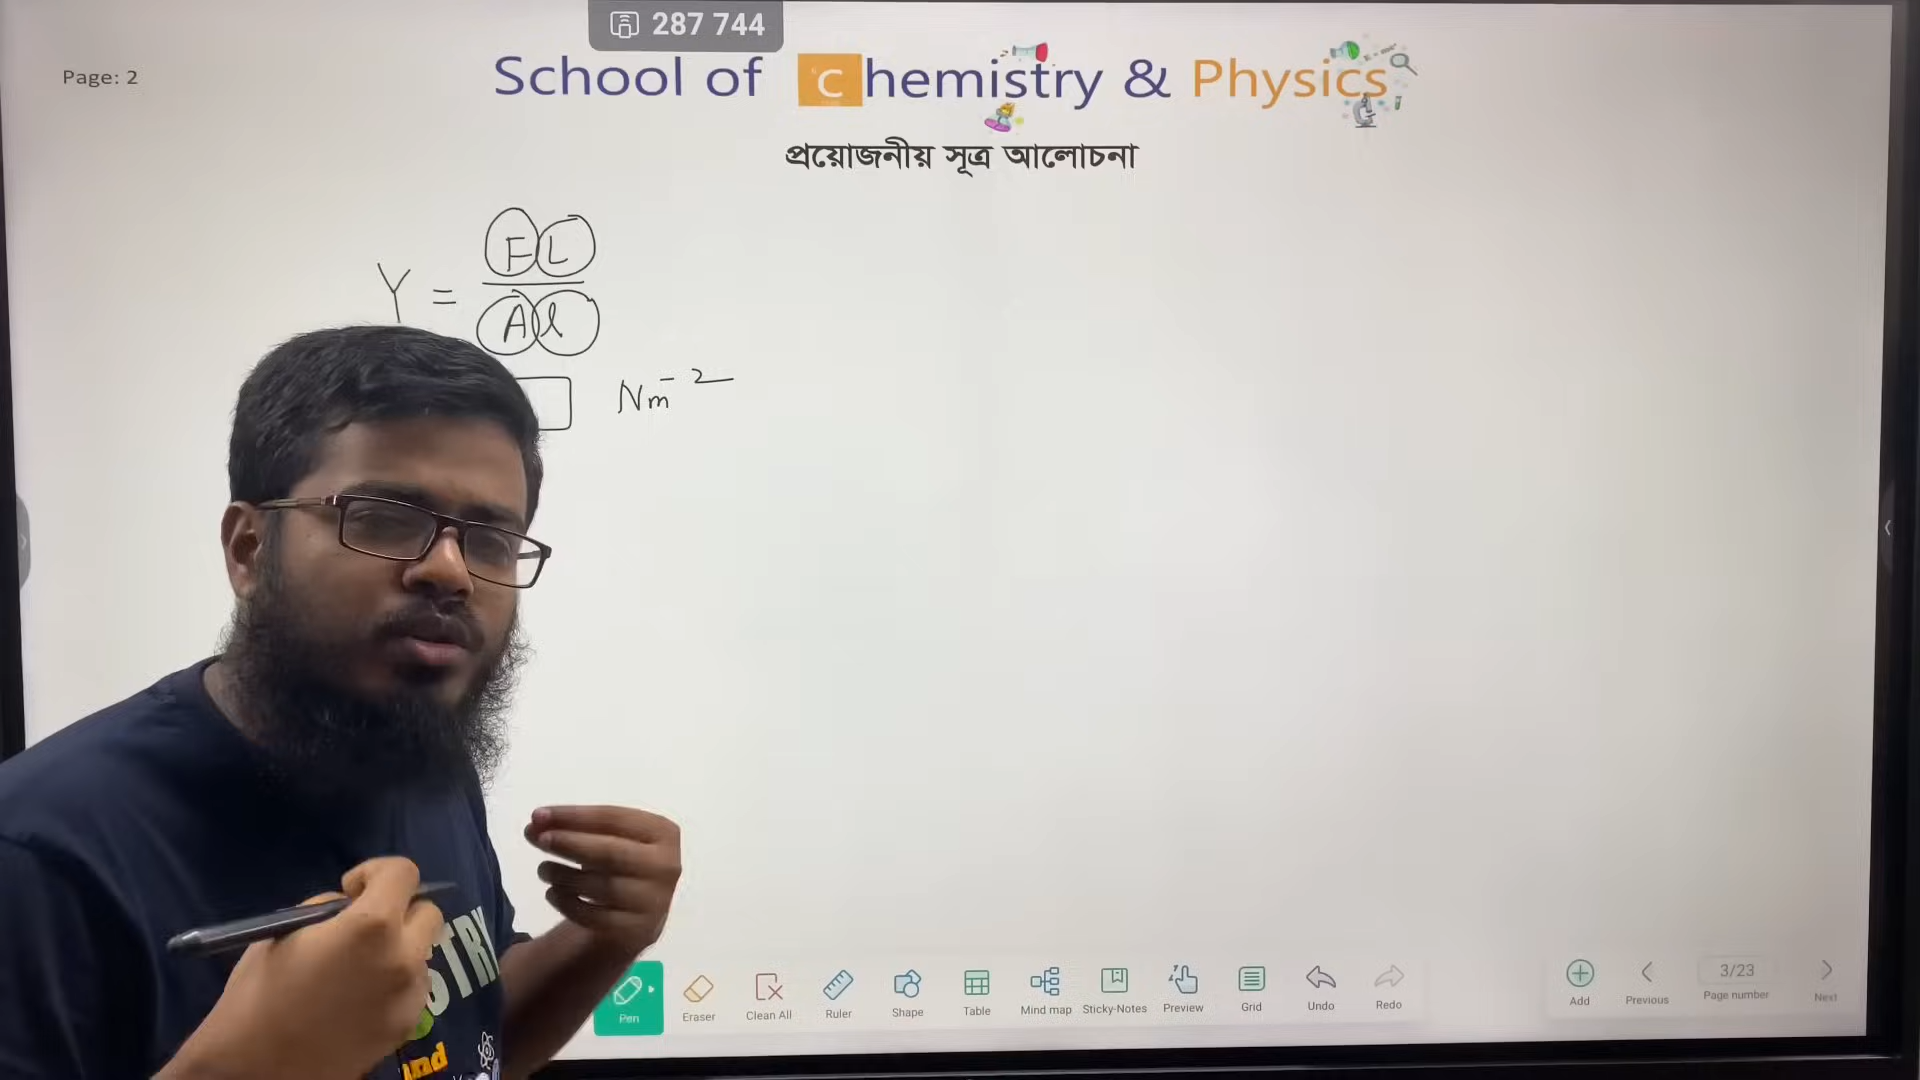 287 744
Page: 2
School of Chemistry & Physics
প্রয়োজনীয় সূত্র আলোচনা
Y = FL / Al
Nm⁻²
STRY
and
Pen
Eraser
Clean All
Ruler
Shape
Table
Mind map
Sticky-Notes
Preview
Grid
Undo
Redo
Add
Previous
3/23
Page number
Next